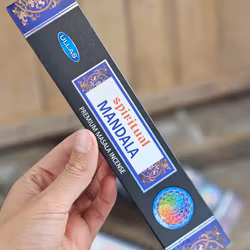 ULLAS
spiritual
MANDALA
PREMIUM MASALA INCENSE